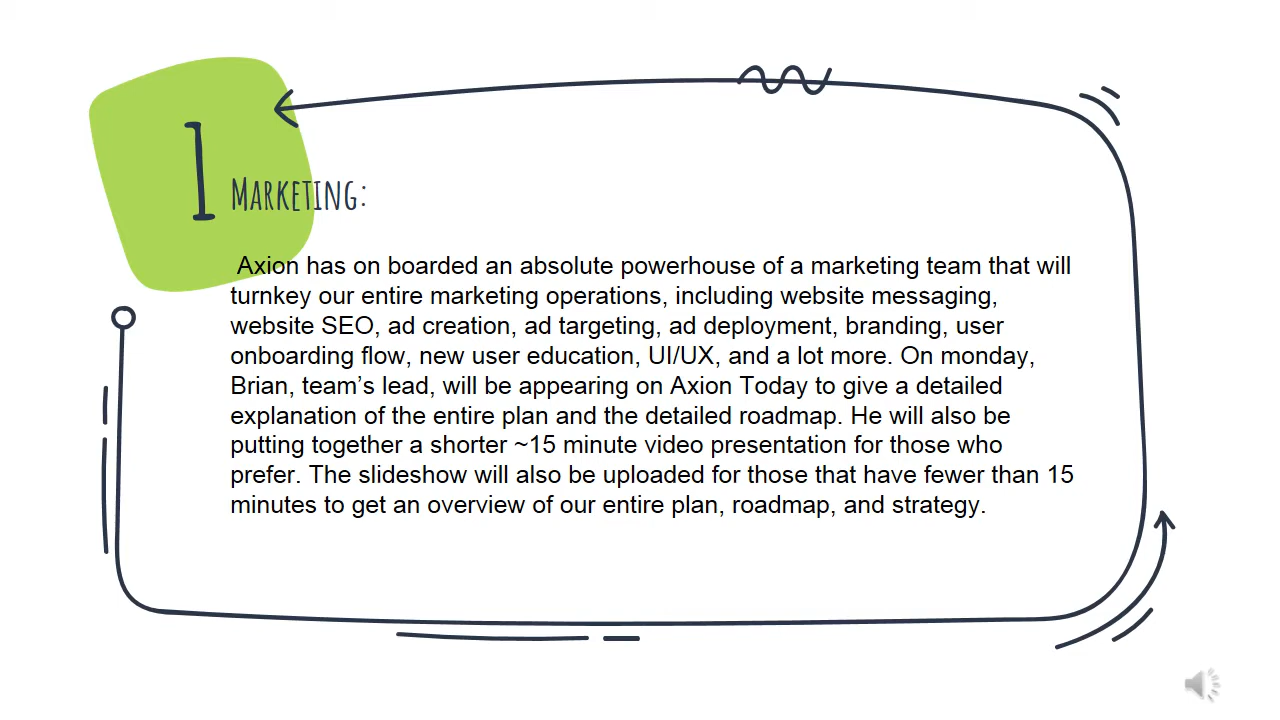 1
Marketing:
Axion has on boarded an absolute powerhouse of a marketing team that will
turnkey our entire marketing operations, including website messaging,
website SEO, ad creation, ad targeting, ad deployment, branding, user
onboarding flow, new user education, UI/UX, and a lot more. On monday,
Brian, team’s lead, will be appearing on Axion Today to give a detailed
explanation of the entire plan and the detailed roadmap. He will also be
putting together a shorter ~15 minute video presentation for those who
prefer. The slideshow will also be uploaded for those that have fewer than 15
minutes to get an overview of our entire plan, roadmap, and strategy.